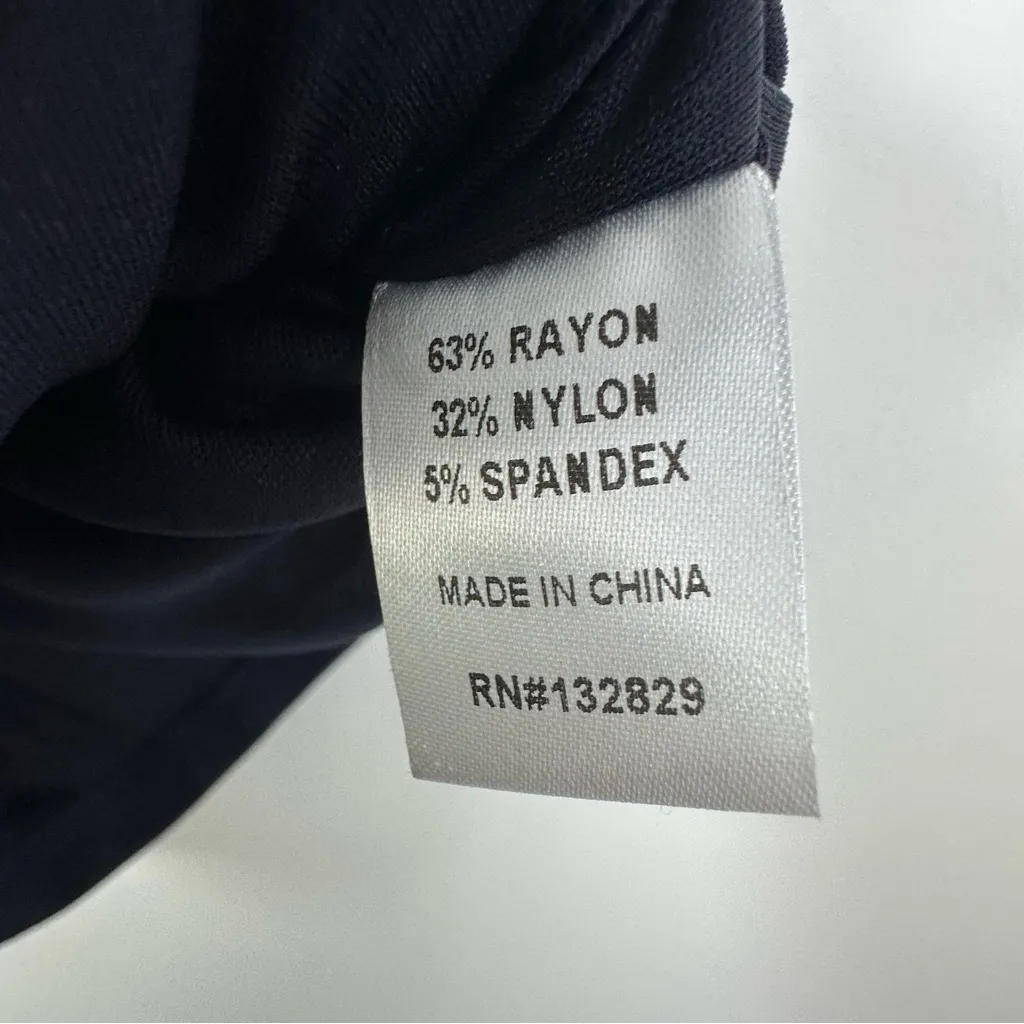 63% RAYON
32% NYLON
5% SPANDEX
MADE IN CHINA
RN#132829